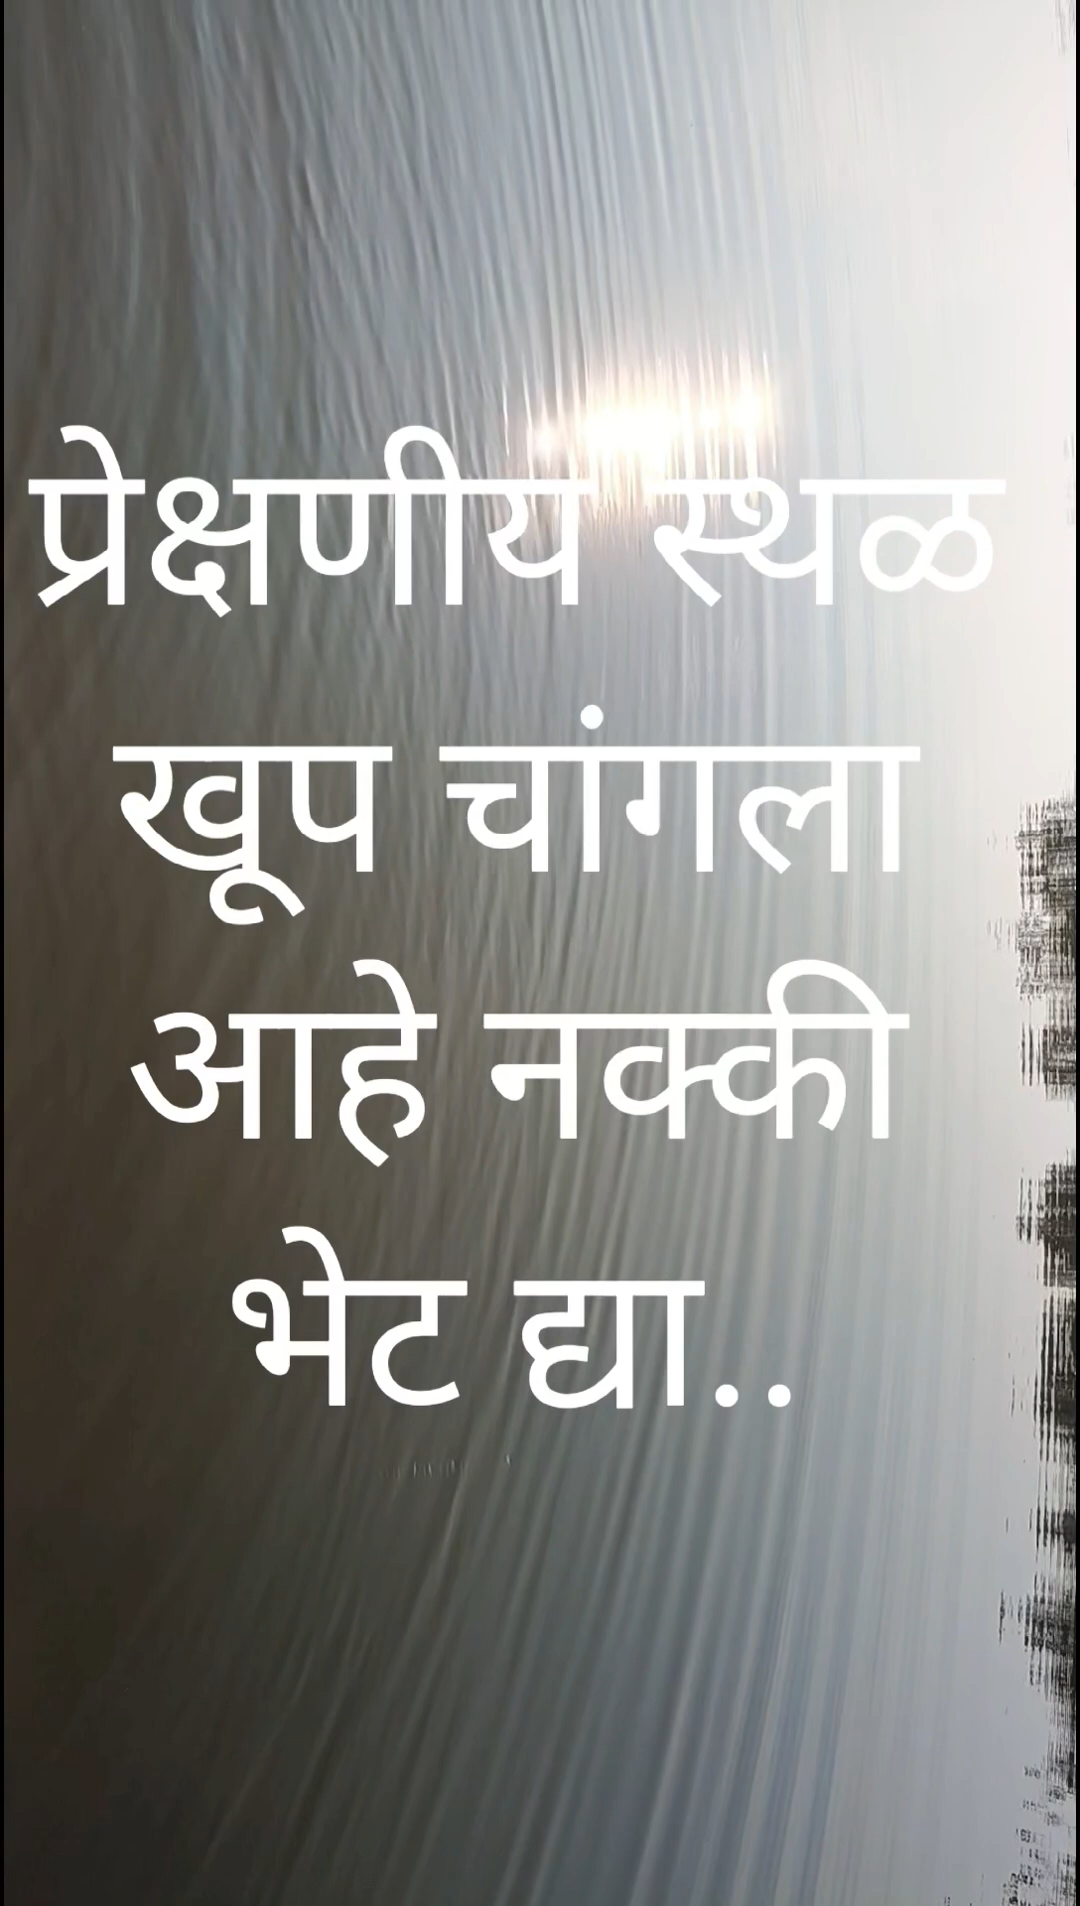 प्रेक्षणीय स्थळ
खूप चांगला
आहे नक्की
भेट द्या..